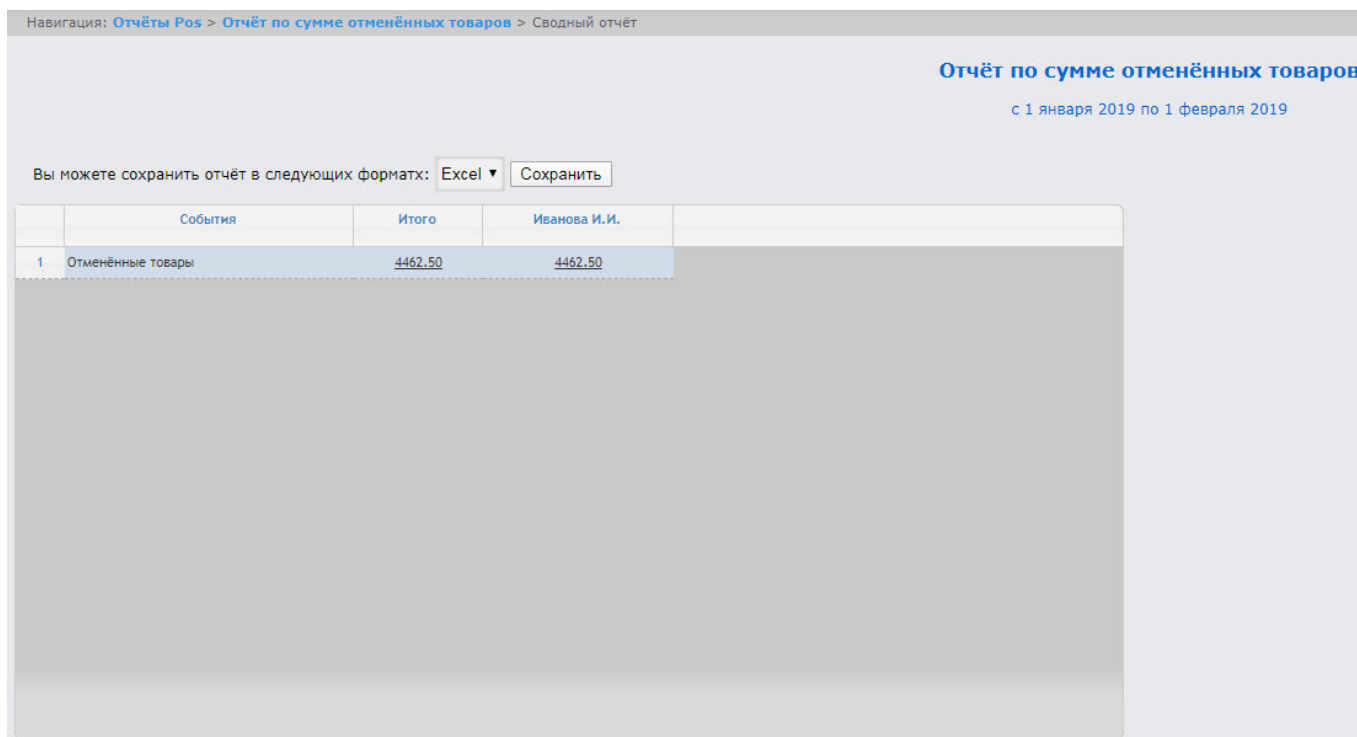 Навигация: Отчёты Pos > Отчёт по сумме отменённых товаров > Сводный отчёт
Отчёт по сумме отменённых товаров
с 1 января 2019 по 1 февраля 2019
Вы можете сохранить отчёт в следующих форматх: Excel ▼ Сохранить
События Итого Иванова И.И.
1 Отменённые товары 4462.50 4462.50